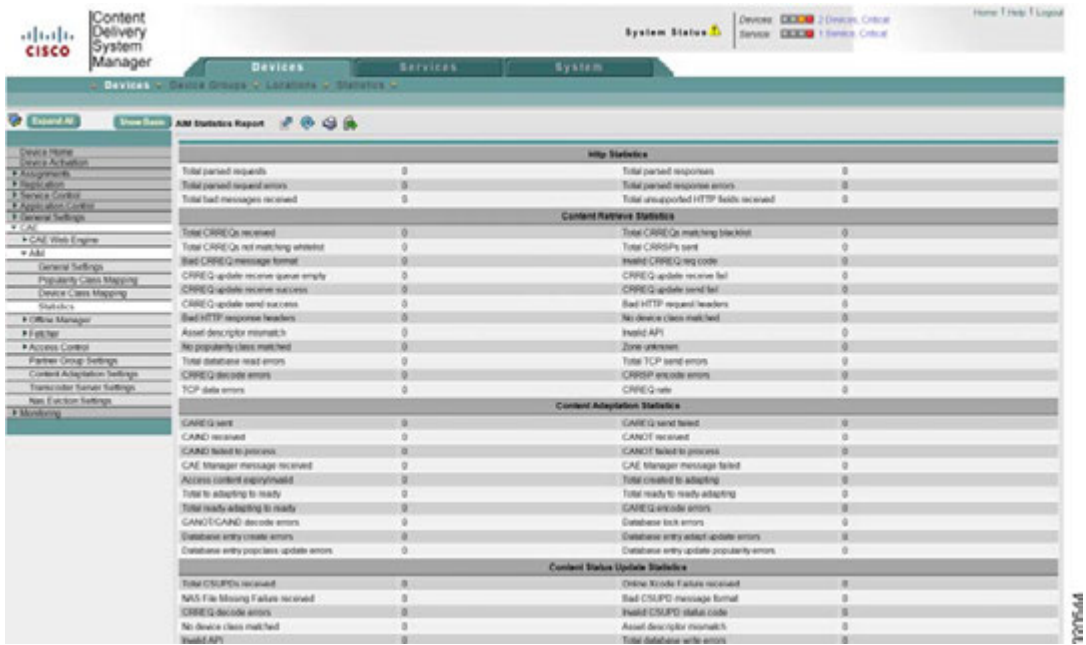 CISCO
Content
Delivery
System
Manager
System Status
Devices: 2 Devices, Critical
Service: 1 Service, Critical
Home | Help | Logout
Devices Services System
Devices Device Groups Locations Statistics
Expand All Show Basic AIM Statistics Report
Device Home
Device Activation
Assignments
Replication
Service Control
Application Control
General Settings
CAE
CAE Web Engine
AIM
General Settings
Popularity Class Mapping
Device Class Mapping
Statistics
Offline Manager
Fetcher
Access Control
Partner Group Settings
Content Adaptation Settings
Transcoder Server Settings
Nas Eviction Settings
Monitoring
Http Statistics
Total parsed requests 0 Total parsed responses 0
Total parsed request errors 0 Total parsed response errors 0
Total bad messages received 0 Total unsupported HTTP fields received 0
Content Retrieve Statistics
Total CRREQs received 0 Total CRREQs matching blacklist 0
Total CRREQs not matching whitelist 0 Total CRRSPs sent 0
Bad CRREQ message format 0 Invalid CRREQ req code 0
CRREQ update receive queue empty 0 CRREQ update receive fail 0
CRREQ update receive success 0 CRREQ update send fail 0
CRREQ update send success 0 Bad HTTP request headers 0
Bad HTTP response headers 0 No device class matched 0
Asset descriptor mismatch 0 Invalid API 0
No popularity class matched 0 Zone unknown 0
Total database read errors 0 Total TCP send errors 0
CRREQ decode errors 0 CRRSP encode errors 0
TCP data errors 0 CRREQ rate 0
Content Adaptation Statistics
CAREQ sent 0 CAREQ send failed 0
CAIND received 0 CANOT received 0
CAIND failed to process 0 CANOT failed to process 0
CAE Manager message received 0 CAE Manager message failed 0
Access content expiry/invalid 0 Total created to adapting 0
Total to adapting to ready 0 Total ready to ready adapting 0
Total ready adapting to ready 0 CAREQ encode errors 0
CANOT/CAIND decode errors 0 Database lock errors 0
Database entry create errors 0 Database entry adapt update errors 0
Database entry popclass update errors 0 Database entry update popularity errors 0
Content Status Update Statistics
Total CSUPDs received 0 Online Xcode Failure received 0
NAS File Missing Failure received 0 Bad CSUPD message format 0
CRREQ decode errors 0 Invalid CSUPD status code 0
No device class matched 0 Asset descriptor mismatch 0
Invalid API 0 Total database write errors 0
320544